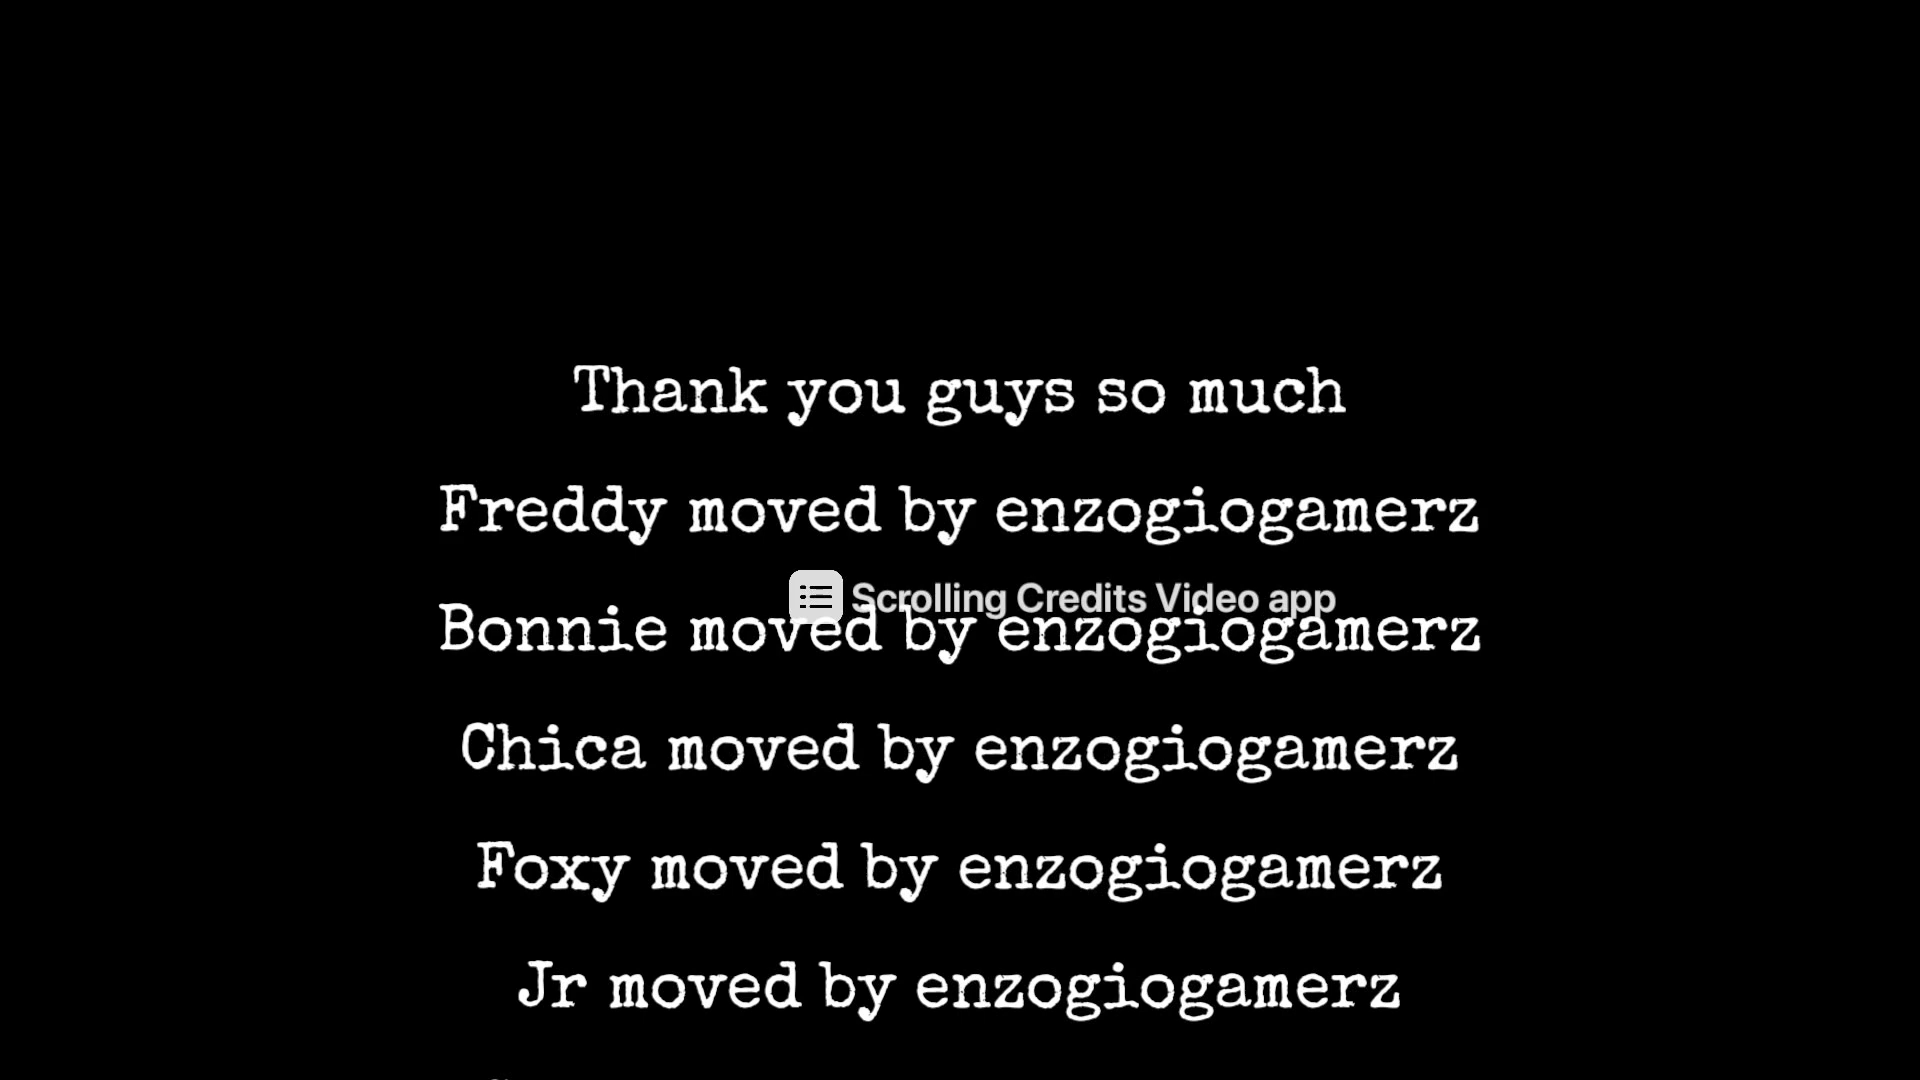 Thank you guys so much
Freddy moved by enzogiogamerz
Scrolling Credits Video app
Bonnie moved by enzogiogamerz
Chica moved by enzogiogamerz
Foxy moved by enzogiogamerz
Jr moved by enzogiogamerz